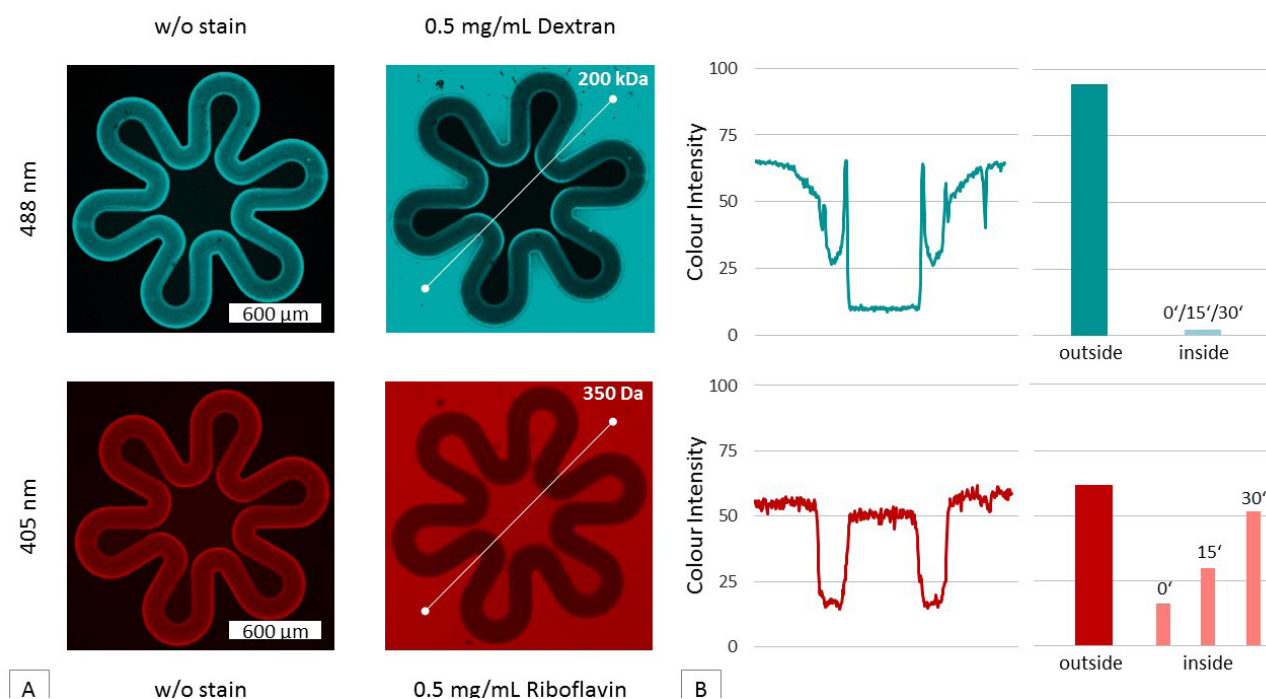 w/o stain
0.5 mg/mL Dextran
488 nm
200 kDa
600 µm
405 nm
350 Da
600 µm
A
w/o stain
0.5 mg/mL Riboflavin
Colour Intensity
100
75
50
25
0
0‘/15‘/30‘
outside
inside
Colour Intensity
100
75
50
25
0
0‘
15‘
30‘
outside
inside
B